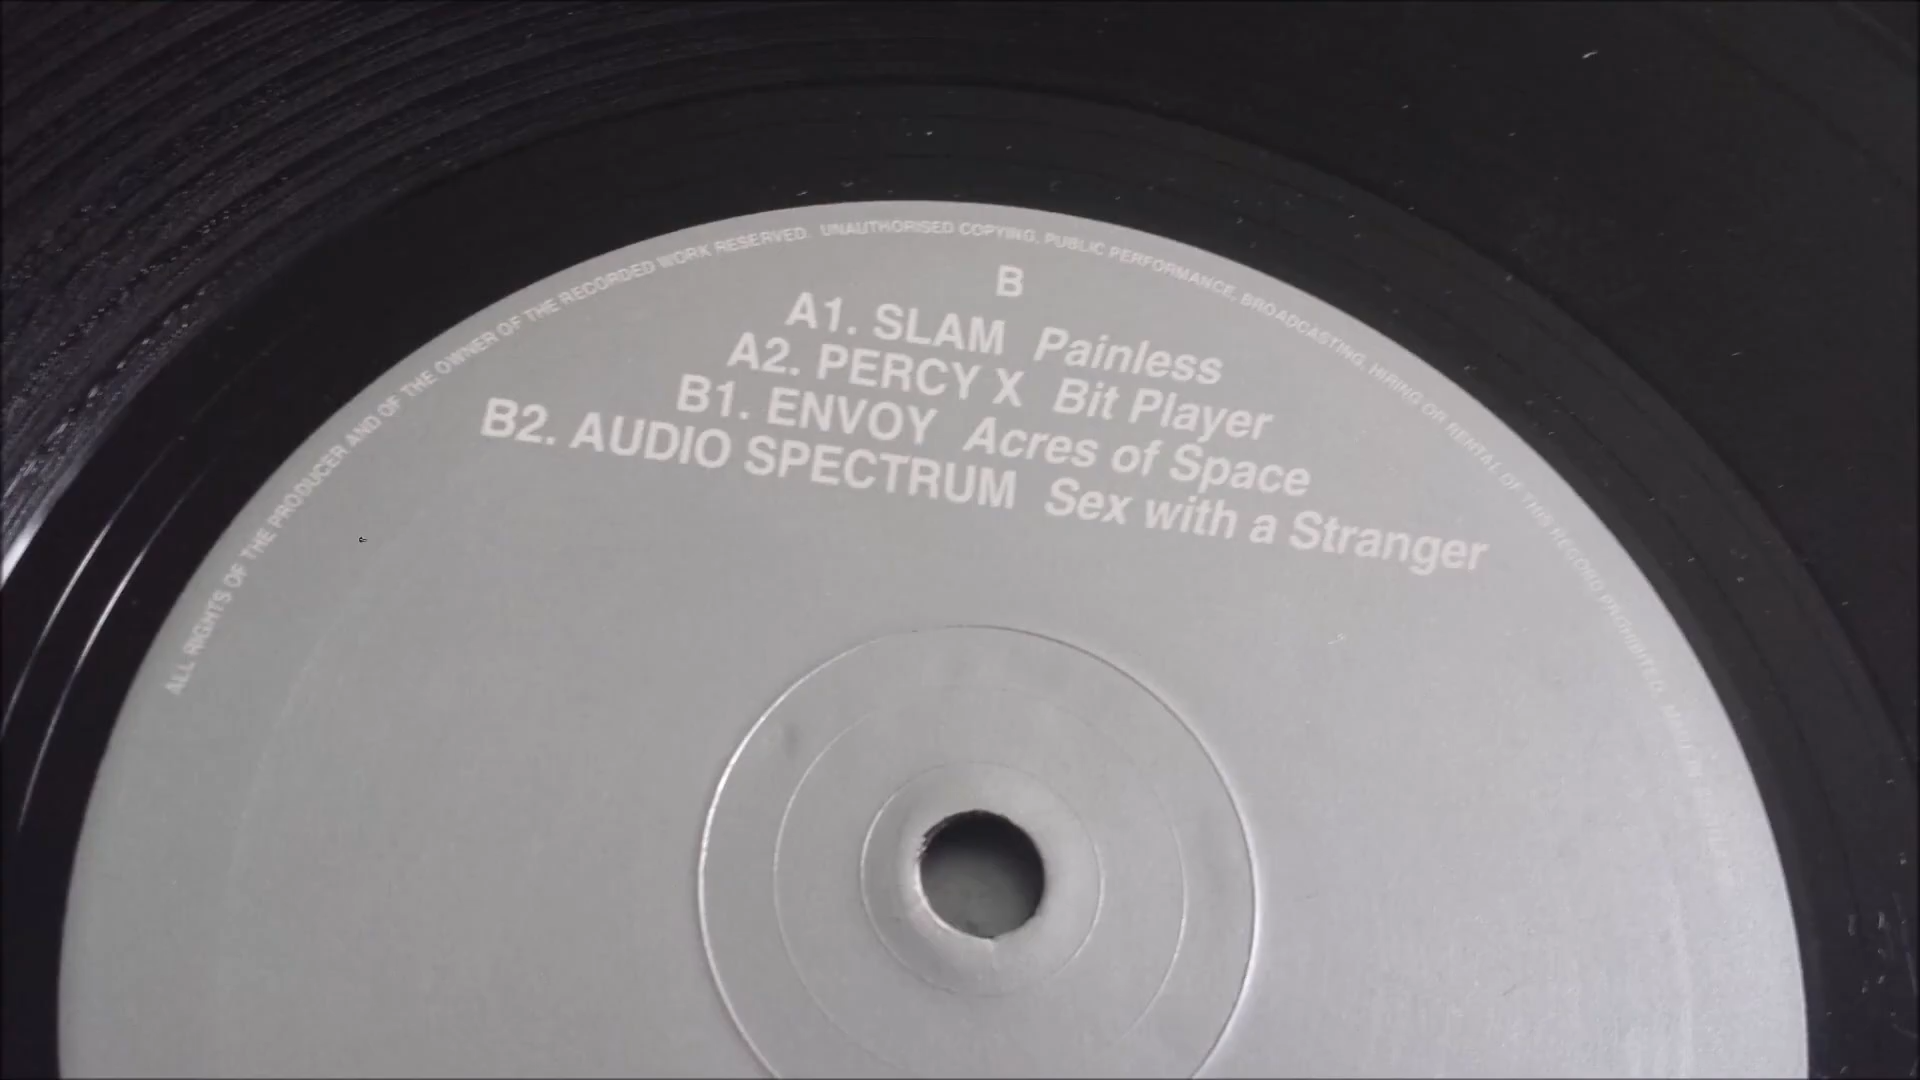 ALL RIGHTS OF THE PRODUCER AND OF THE OWNER OF THE RECORDED WORK RESERVED. UNAUTHORISED COPYING, PUBLIC PERFORMANCE, BROADCASTING, HIRING OR RENTAL OF THIS RECORD PROHIBITED.
B
A1. SLAM Painless
A2. PERCY X Bit Player
B1. ENVOY Acres of Space
B2. AUDIO SPECTRUM Sex with a Stranger